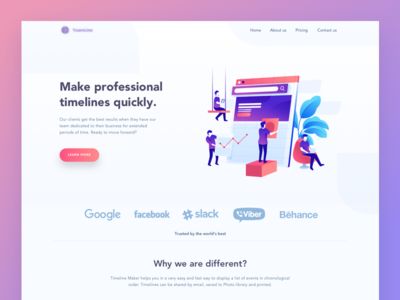 Timeline
Home About us Pricing Contact us
Make professional
timelines quickly.
Our clients get the best results when they have our
team dedicated to their business for extended
periods of time. Ready to move forward?
LEARN MORE
Google facebook slack Viber Bēhance
Trusted by the world's best
Why we are different?
Timeline Maker helps you in a very easy and fast way to display a list of events in chronological
order. Timelines can be shared by email, saved to Photo library and printed.